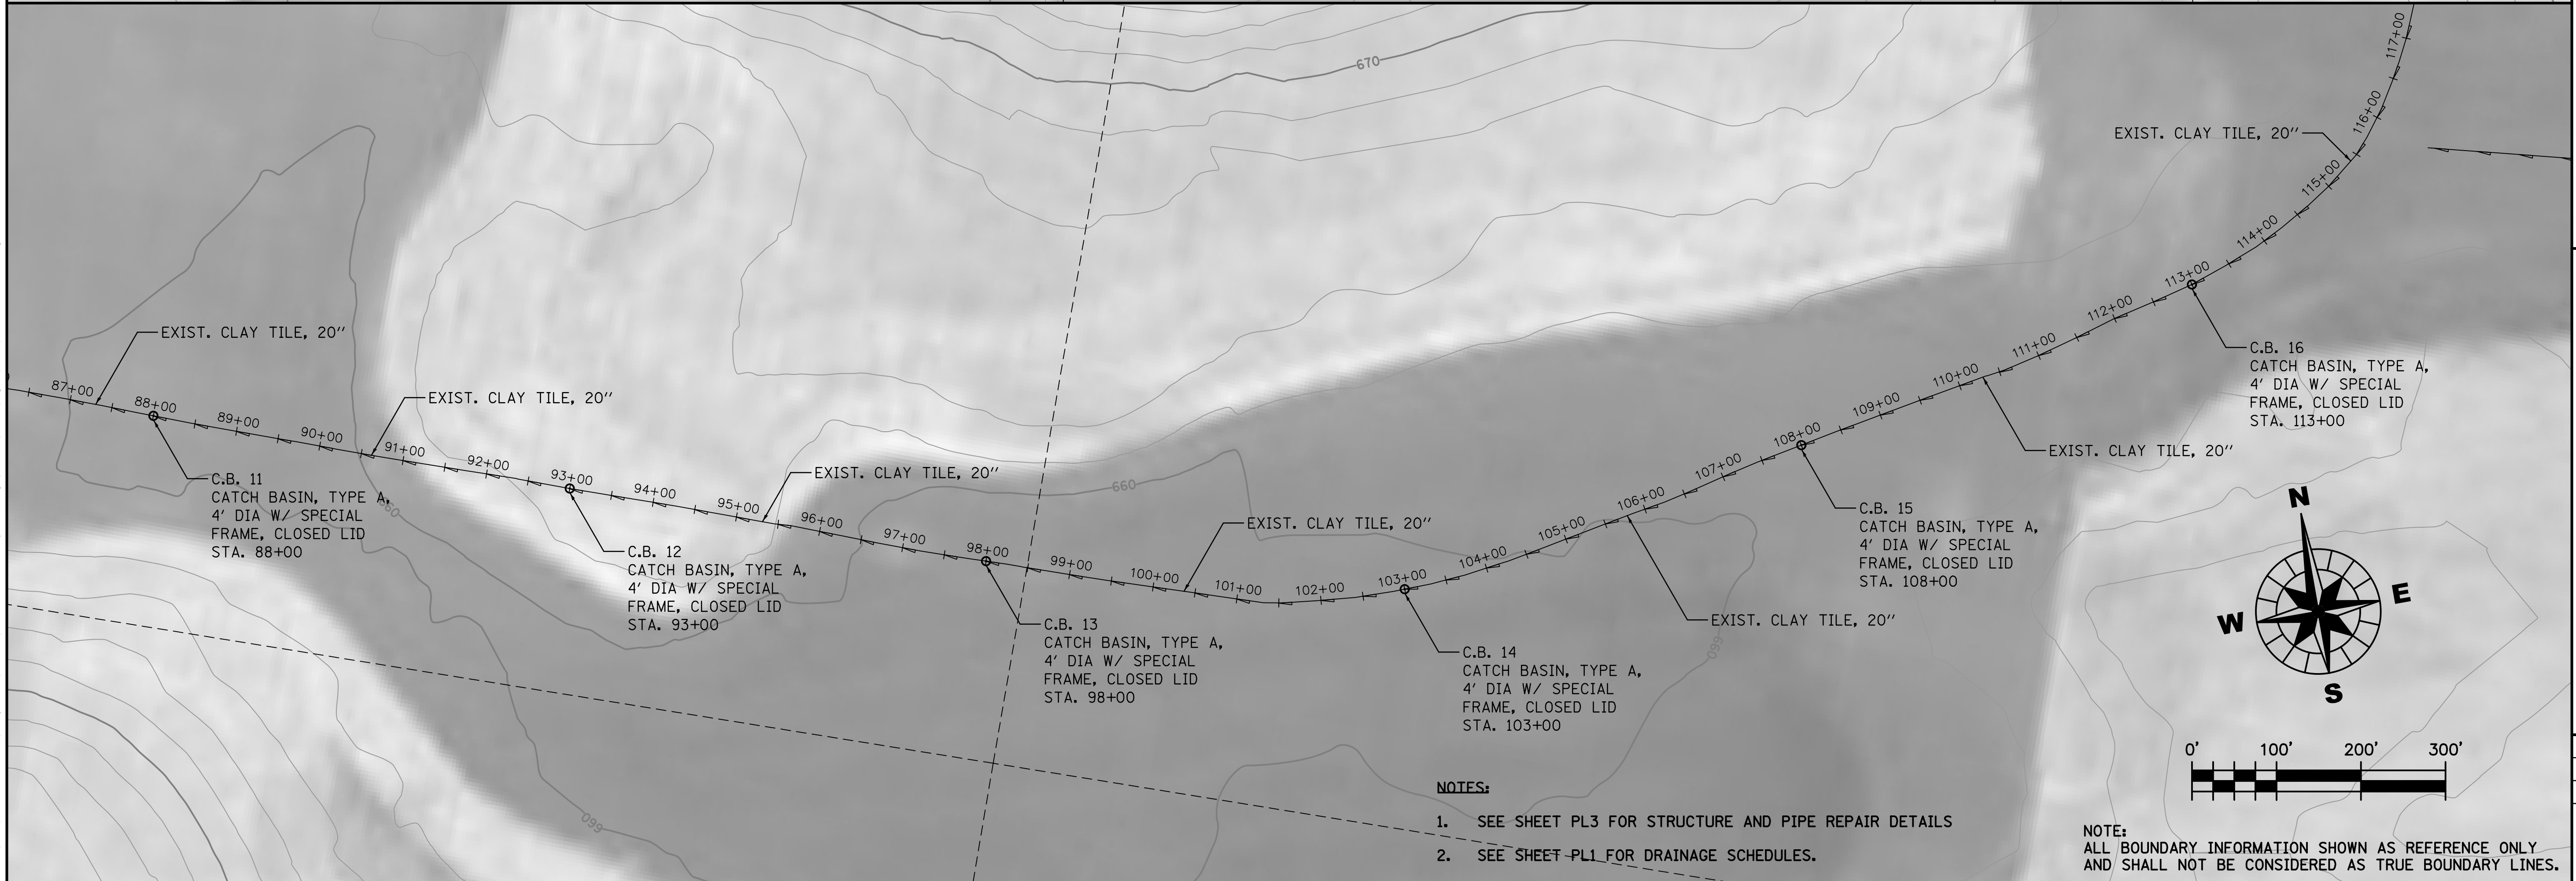 670
117+00
116+00
EXIST. CLAY TILE, 20"
115+00
114+00
113+00
112+00
111+00
110+00
109+00
108+00
107+00
106+00
105+00
104+00
103+00
102+00
101+00
100+00
99+00
98+00
97+00
96+00
95+00
94+00
93+00
92+00
91+00
90+00
89+00
88+00
87+00
EXIST. CLAY TILE, 20"
EXIST. CLAY TILE, 20"
EXIST. CLAY TILE, 20"
EXIST. CLAY TILE, 20"
EXIST. CLAY TILE, 20"
EXIST. CLAY TILE, 20"
C.B. 11
CATCH BASIN, TYPE A,
4' DIA W/ SPECIAL
FRAME, CLOSED LID
STA. 88+00
660
C.B. 12
CATCH BASIN, TYPE A,
4' DIA W/ SPECIAL
FRAME, CLOSED LID
STA. 93+00
660
C.B. 13
CATCH BASIN, TYPE A,
4' DIA W/ SPECIAL
FRAME, CLOSED LID
STA. 98+00
C.B. 14
CATCH BASIN, TYPE A,
4' DIA W/ SPECIAL
FRAME, CLOSED LID
STA. 103+00
C.B. 15
CATCH BASIN, TYPE A,
4' DIA W/ SPECIAL
FRAME, CLOSED LID
STA. 108+00
C.B. 16
CATCH BASIN, TYPE A,
4' DIA W/ SPECIAL
FRAME, CLOSED LID
STA. 113+00
660
660
N
E
W
S
0' 100' 200' 300'
NOTES:
1. SEE SHEET PL3 FOR STRUCTURE AND PIPE REPAIR DETAILS
2. SEE SHEET PL1 FOR DRAINAGE SCHEDULES.
NOTE:
ALL BOUNDARY INFORMATION SHOWN AS REFERENCE ONLY
AND SHALL NOT BE CONSIDERED AS TRUE BOUNDARY LINES.